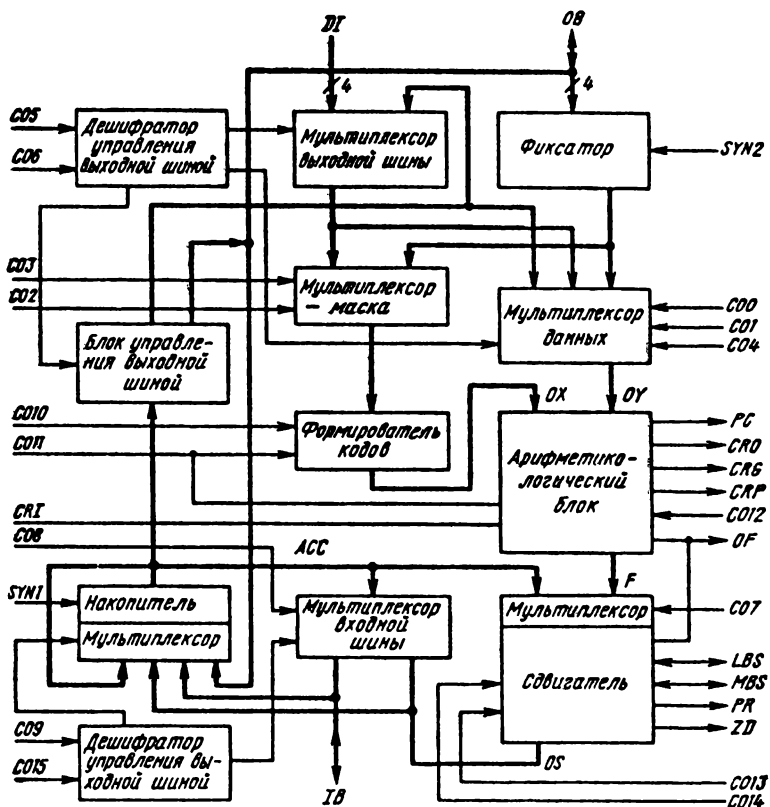 DI
OB
4
4
CO5
CO6
Дешифратор
управления
выходной шиной
Мультиплексор
выходной шины
Фиксатор
SYN2
CO3
CO2
Мультиплексор
– маска
Мультиплексор
данных
CO0
CO1
CO4
Блок управле-
ния выходной
шиной
OX
OY
CO10
CO11
Формирователь
кодов
Арифметико-
логический
блок
PC
CRO
CRG
CRP
CO12
OF
CRI
CO8
ACC
F
SYN1
Накопитель
Мультиплексор
Мультиплексор
входной
шины
Мультиплексор
CO7
Сдвигатель
LBS
MBS
PR
ZD
CO9
CO15
Дешифратор
управления вы-
ходной шиной
IB
OS
CO13
CO14